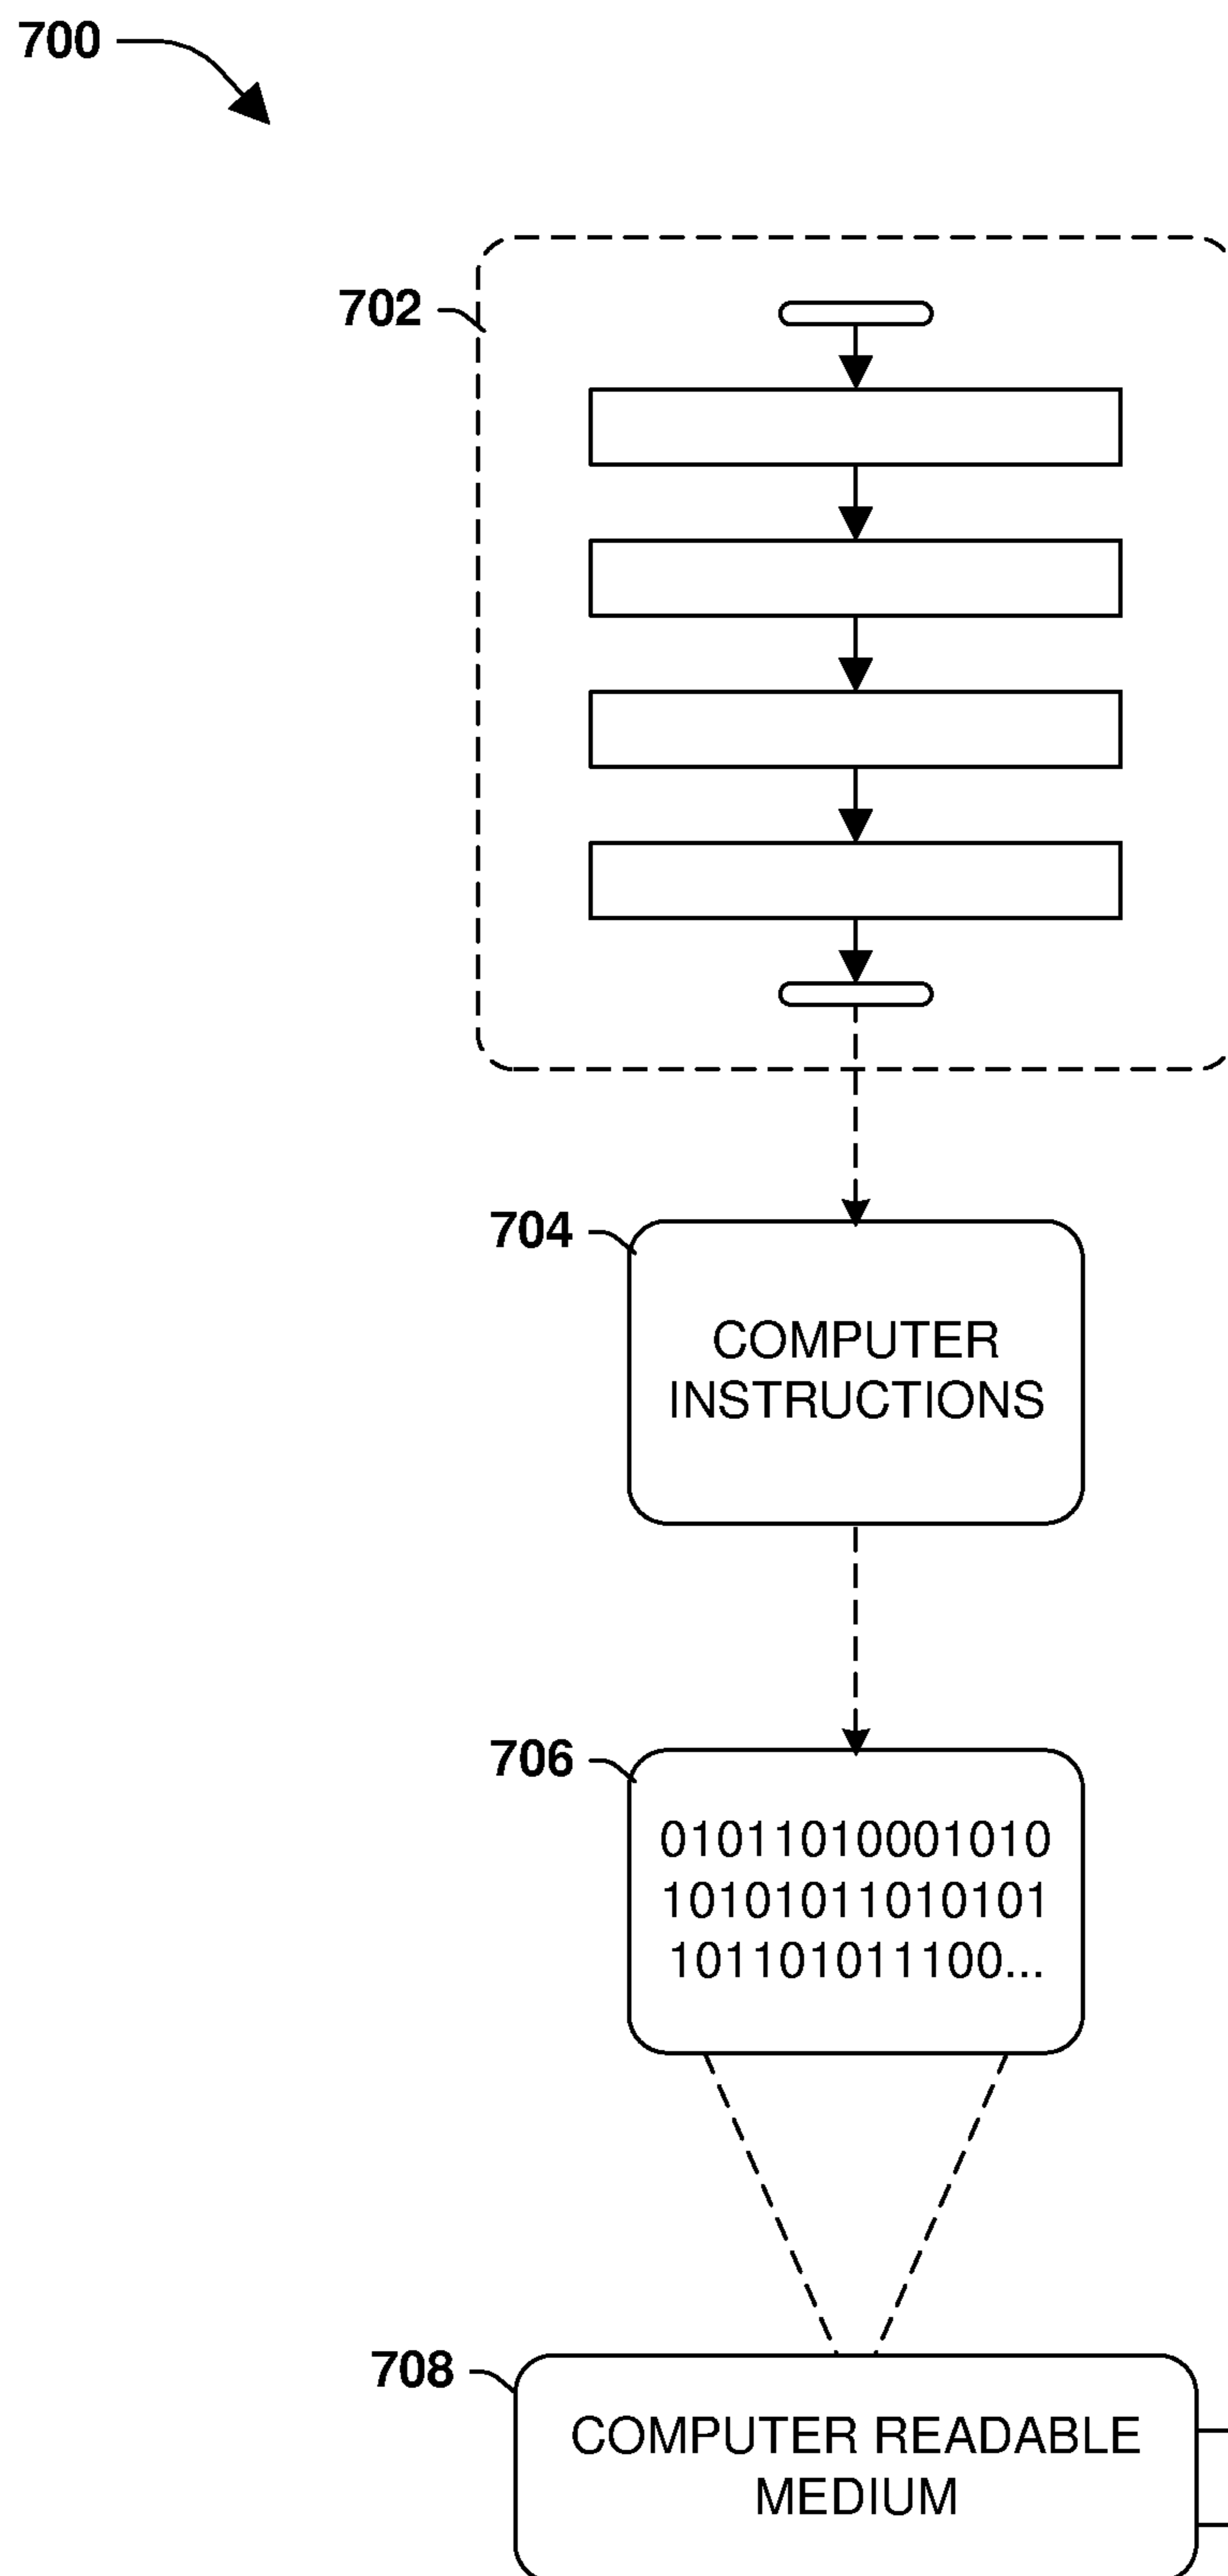 700
702
704
COMPUTER
INSTRUCTIONS
706
01011010001010
10101011010101
101101011100...
708
COMPUTER READABLE
MEDIUM